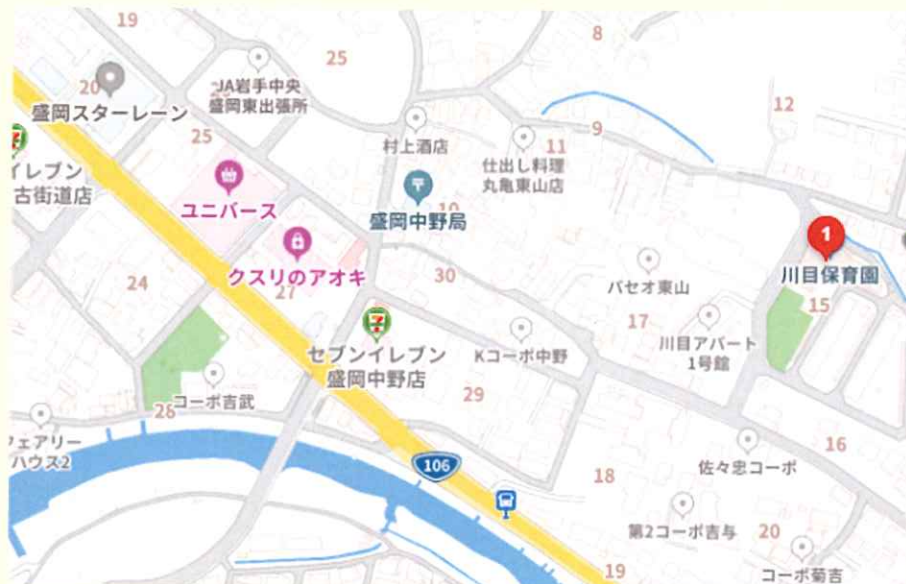 19
20
盛岡スターレーン
25
JA岩手中央
盛岡東出張所
25
8
12
9
村上酒店
11
仕出し料理
丸亀東山店
イレブン
古街道店
ユニバース
盛岡中野局
10
1
川目保育園
15
クスリのアオキ
27
24
30
パセオ東山
17
川目アパート
1号館
セブンイレブン
盛岡中野店
Kコーポ中野
29
コーポ吉武
28
フェアリー
ハウス2
106
18
佐々忠コーポ
16
第2コーポ吉与
20
コーポ菊吉
19